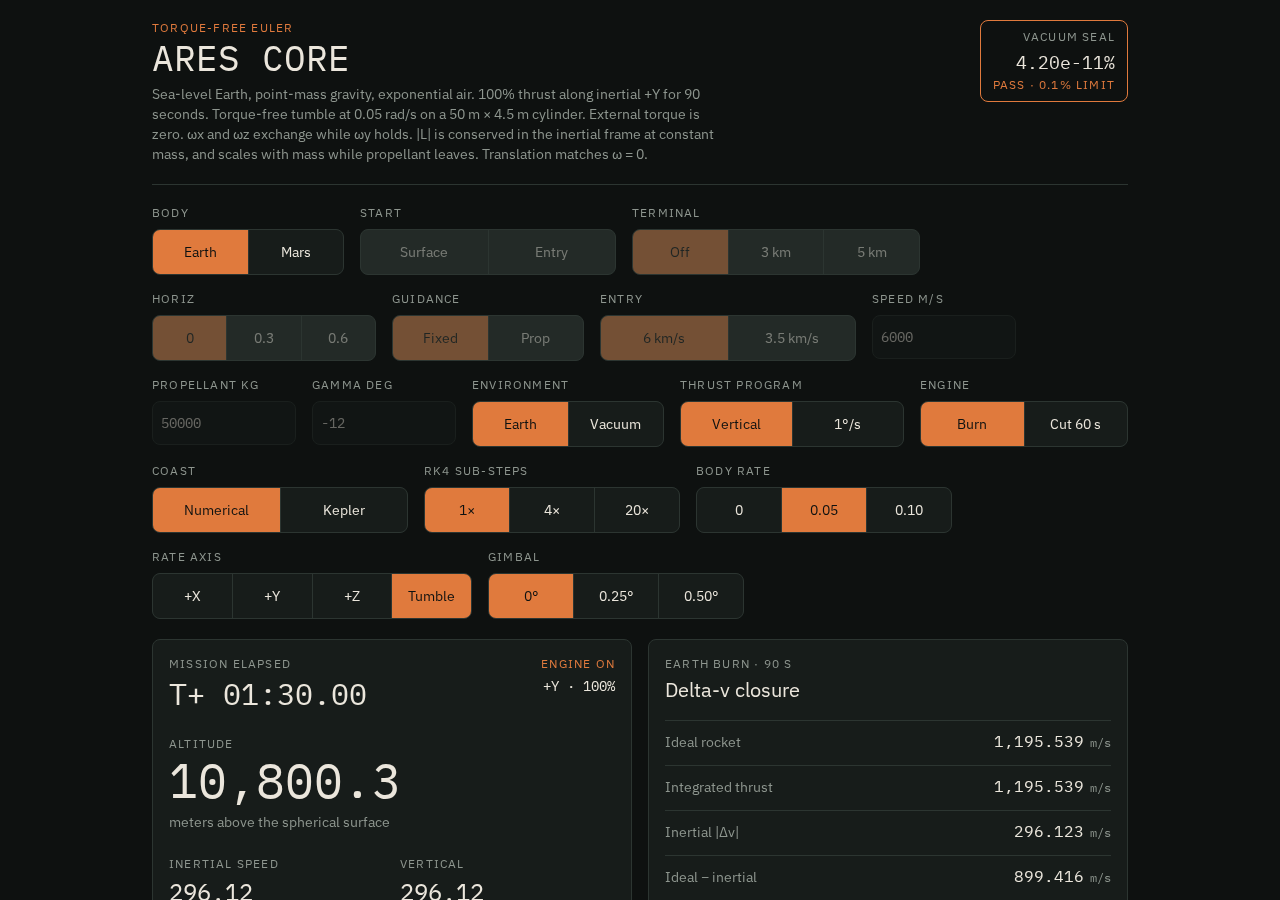 TORQUE-FREE EULER
ARES CORE
Sea-level Earth, point-mass gravity, exponential air. 100% thrust along inertial +Y for 90
seconds. Torque-free tumble at 0.05 rad/s on a 50 m × 4.5 m cylinder. External torque is
zero. ωx and ωz exchange while ωy holds. |L| is conserved in the inertial frame at constant
mass, and scales with mass while propellant leaves. Translation matches ω = 0.
VACUUM SEAL
4.20e-11%
PASS · 0.1% LIMIT
BODY START TERMINAL
Earth Mars Surface Entry Off 3 km 5 km
HORIZ GUIDANCE ENTRY SPEED M/S
0 0.3 0.6 Fixed Prop 6 km/s 3.5 km/s 6000
PROPELLANT KG GAMMA DEG ENVIRONMENT THRUST PROGRAM ENGINE
50000 -12 Earth Vacuum Vertical 1°/s Burn Cut 60 s
COAST RK4 SUB-STEPS BODY RATE
Numerical Kepler 1× 4× 20× 0 0.05 0.10
RATE AXIS GIMBAL
+X +Y +Z Tumble 0° 0.25° 0.50°
MISSION ELAPSED
T+ 01:30.00
ENGINE ON
+Y · 100%
ALTITUDE
10,800.3
meters above the spherical surface
INERTIAL SPEED VERTICAL
296.12 296.12
EARTH BURN · 90 S
Delta-v closure
Ideal rocket 1,195.539 m/s
Integrated thrust 1,195.539 m/s
Inertial |Δv| 296.123 m/s
Ideal − inertial 899.416 m/s